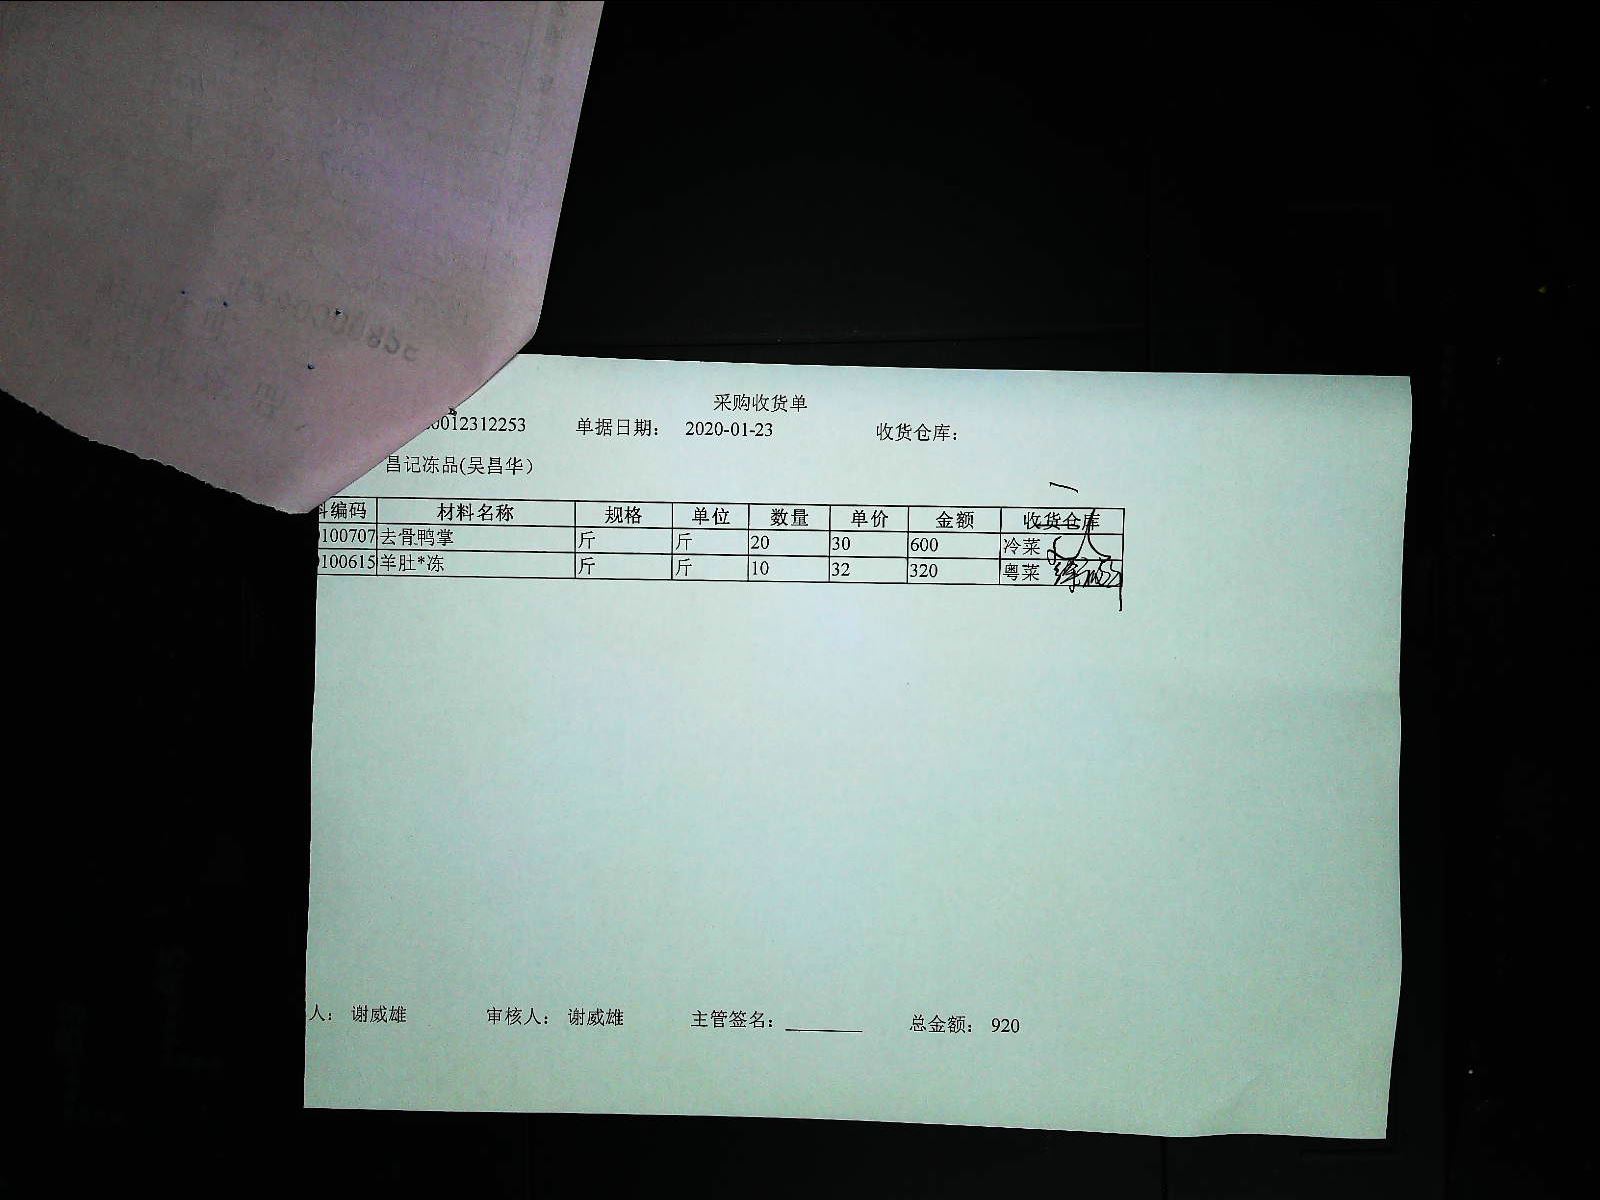 采购收货单
0012312253 单据日期： 2020-01-23 收货仓库：
昌记冻品(吴昌华）
编码 材料名称 规格 单位 数量 单价 金额 收货仓库
100707 去骨鸭掌 斤 斤 20 30 600 冷菜
100615 羊肚*冻 斤 斤 10 32 320 粤菜
人： 谢威雄 审核人： 谢威雄 主管签名： 总金额： 920